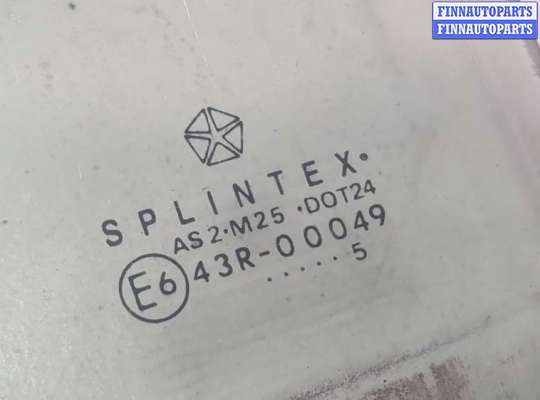 FINNAUTOPARTS
FINNAUTOPARTS
SPLINTEX.
AS2·M25 ·DOT24
E6 43R-00049
.....5